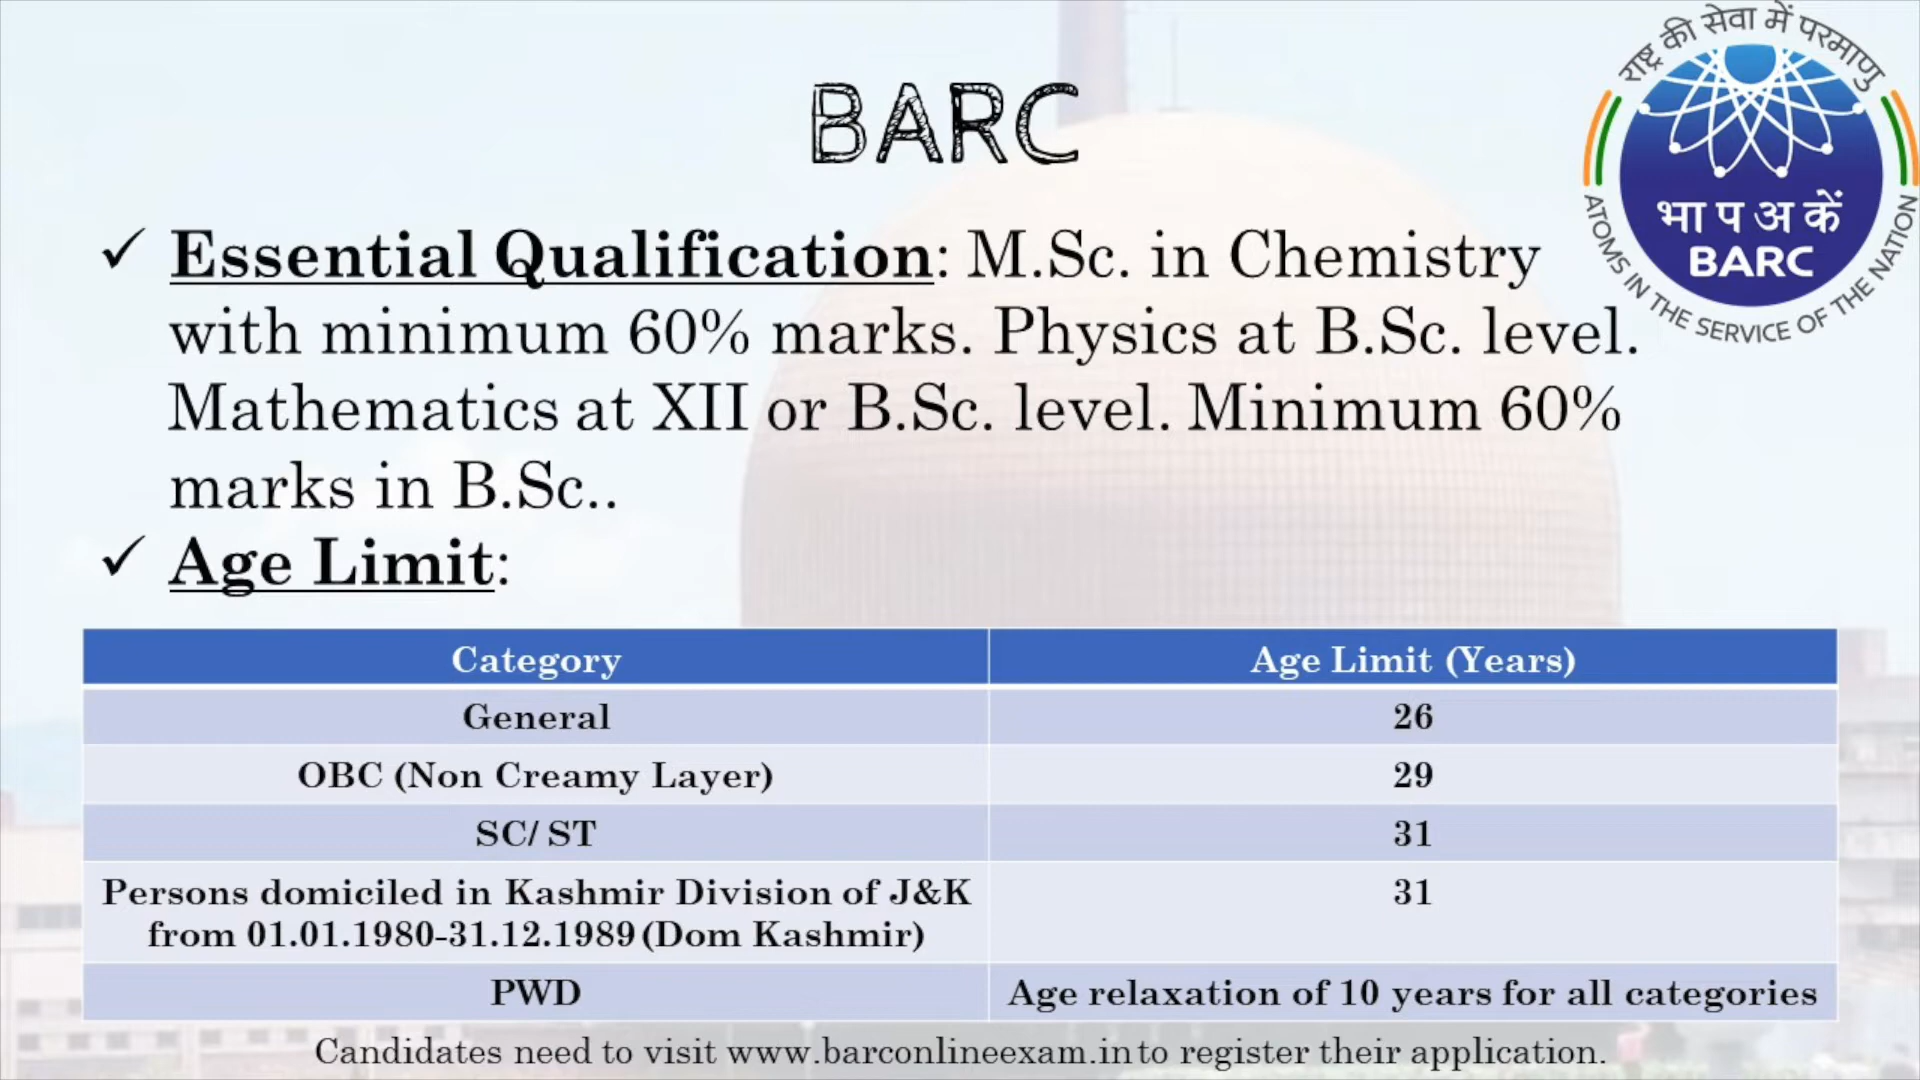 BARC
राष्ट्र की सेवा में परमाणु
भा प अ कें
BARC
ATOMS IN THE SERVICE OF THE NATION
✓ Essential Qualification: M.Sc. in Chemistry
with minimum 60% marks. Physics at B.Sc. level.
Mathematics at XII or B.Sc. level. Minimum 60%
marks in B.Sc..
✓ Age Limit:
Category Age Limit (Years)
General 26
OBC (Non Creamy Layer) 29
SC/ ST 31
Persons domiciled in Kashmir Division of J&K 31
from 01.01.1980-31.12.1989 (Dom Kashmir)
PWD Age relaxation of 10 years for all categories
Candidates need to visit www.barconlineexam.in to register their application.